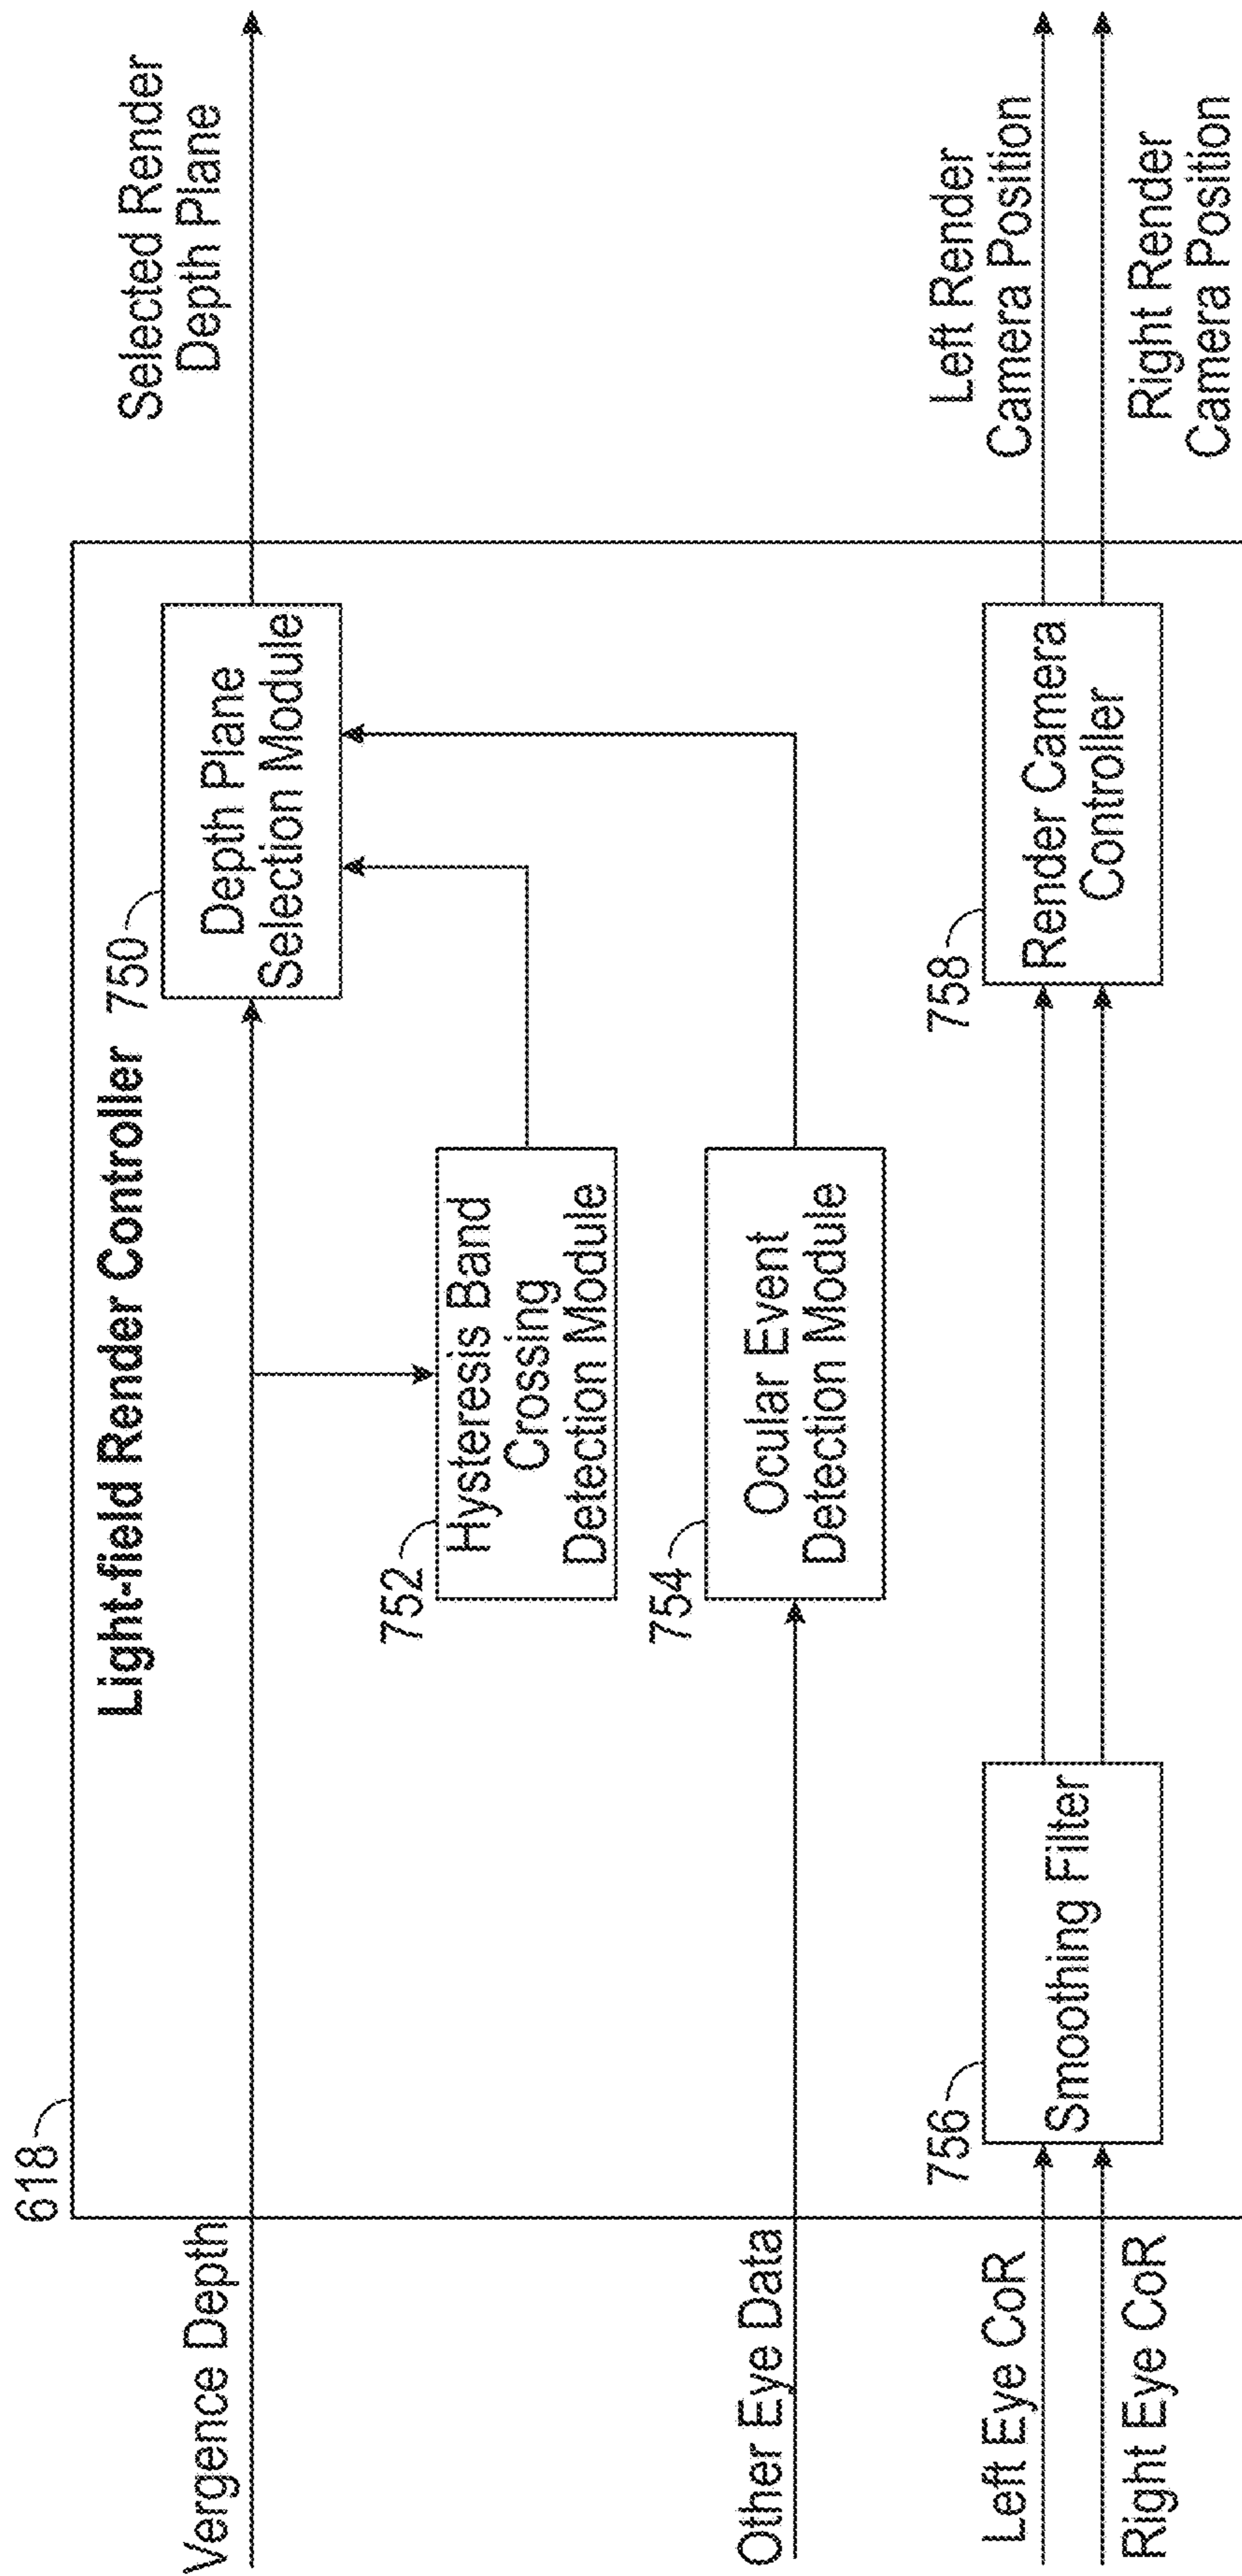 618
Light-field Render Controller
Vergence Depth
750
Depth Plane
Selection Module
Selected Render
Depth Plane
752
Hysteresis Band
Crossing
Detection Module
754
Ocular Event
Detection Module
Other Eye Data
756
Smoothing Filter
Left Eye CoR
Right Eye CoR
758
Render Camera
Controller
Left Render
Camera Position
Right Render
Camera Position